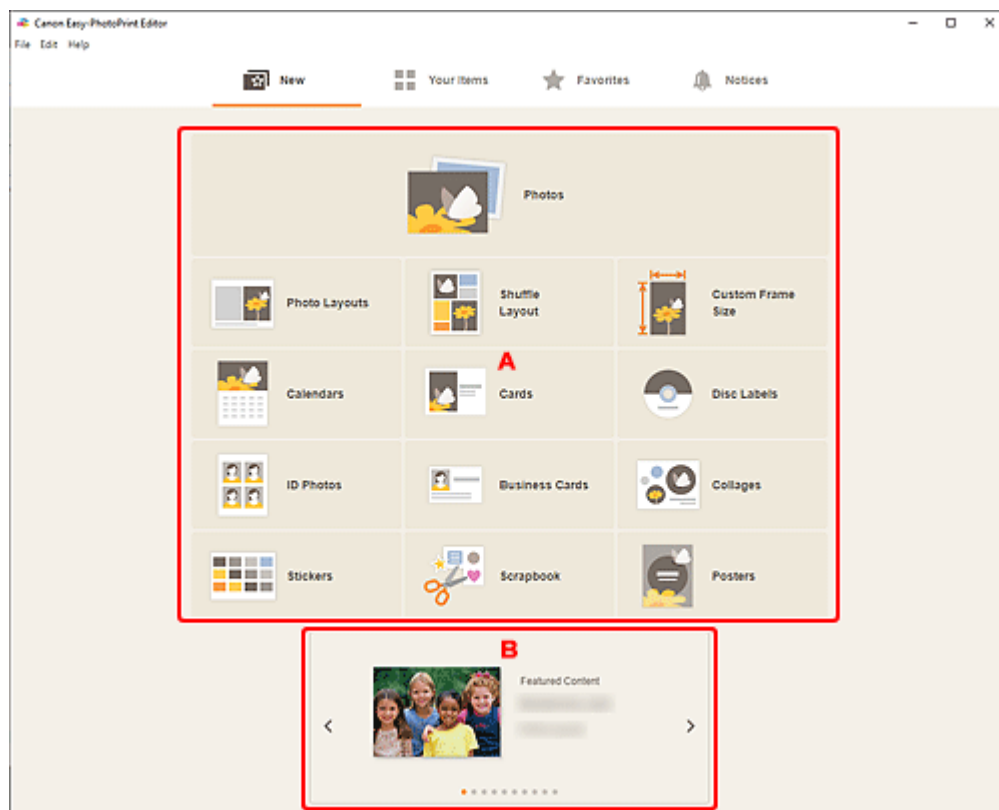 Canon Easy-PhotoPrint Editor
File Edit Help
New Your Items Favorites Notices
Photos
Photo Layouts
Shuffle
Layout
Custom Frame
Size
A
Calendars
Cards
Disc Labels
ID Photos
Business Cards
Collages
Stickers
Scrapbook
Posters
B
Featured Content